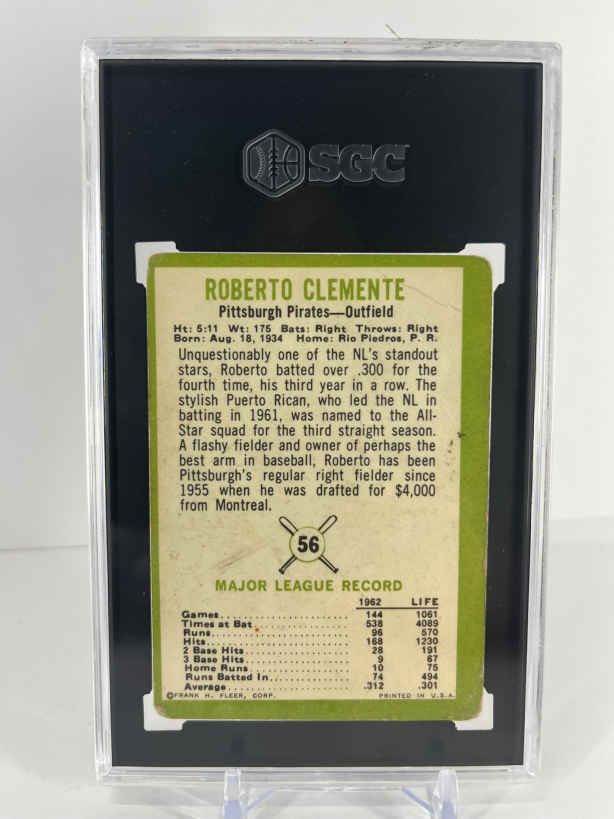 SGC
ROBERTO CLEMENTE
Pittsburgh Pirates—Outfield
Ht: 5:11 Wt: 175 Bats: Right Throws: Right
Born: Aug. 18, 1934 Home: Rio Piedros, P. R.
Unquestionably one of the NL's standout
stars, Roberto batted over .300 for the
fourth time, his third year in a row. The
stylish Puerto Rican, who led the NL in
batting in 1961, was named to the All-
Star squad for the third straight season.
A flashy fielder and owner of perhaps the
best arm in baseball, Roberto has been
Pittsburgh's regular right fielder since
1955 when he was drafted for $4,000
from Montreal.
56
MAJOR LEAGUE RECORD
1962 LIFE
Games 144 1061
Times at Bat 538 4089
Runs 96 570
Hits 168 1230
2 Base Hits 28 191
3 Base Hits 9 67
Home Runs 10 75
Runs Batted In 74 494
Average .312 .301
©FRANK H. FLEER, CORP. PRINTED IN U.S.A.